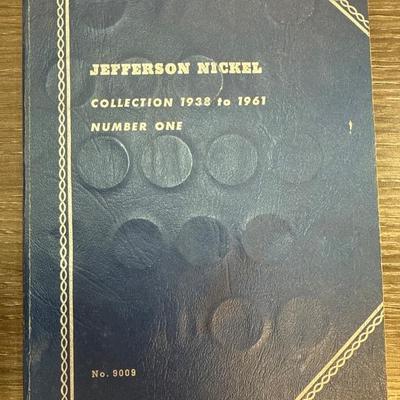 JEFFERSON NICKEL
COLLECTION 1938 to 1961
NUMBER ONE
No. 9009